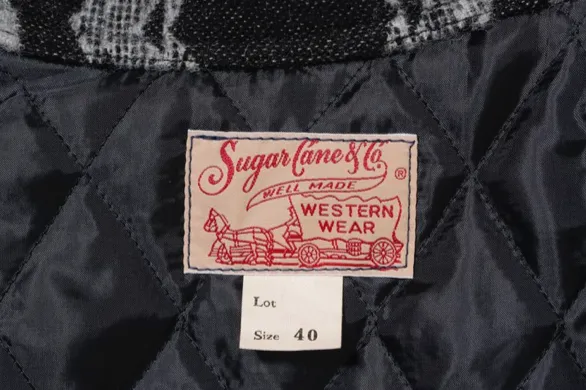 Sugar Cane & Co.
®
WELL MADE
WESTERN
WEAR
Lot
Size 40